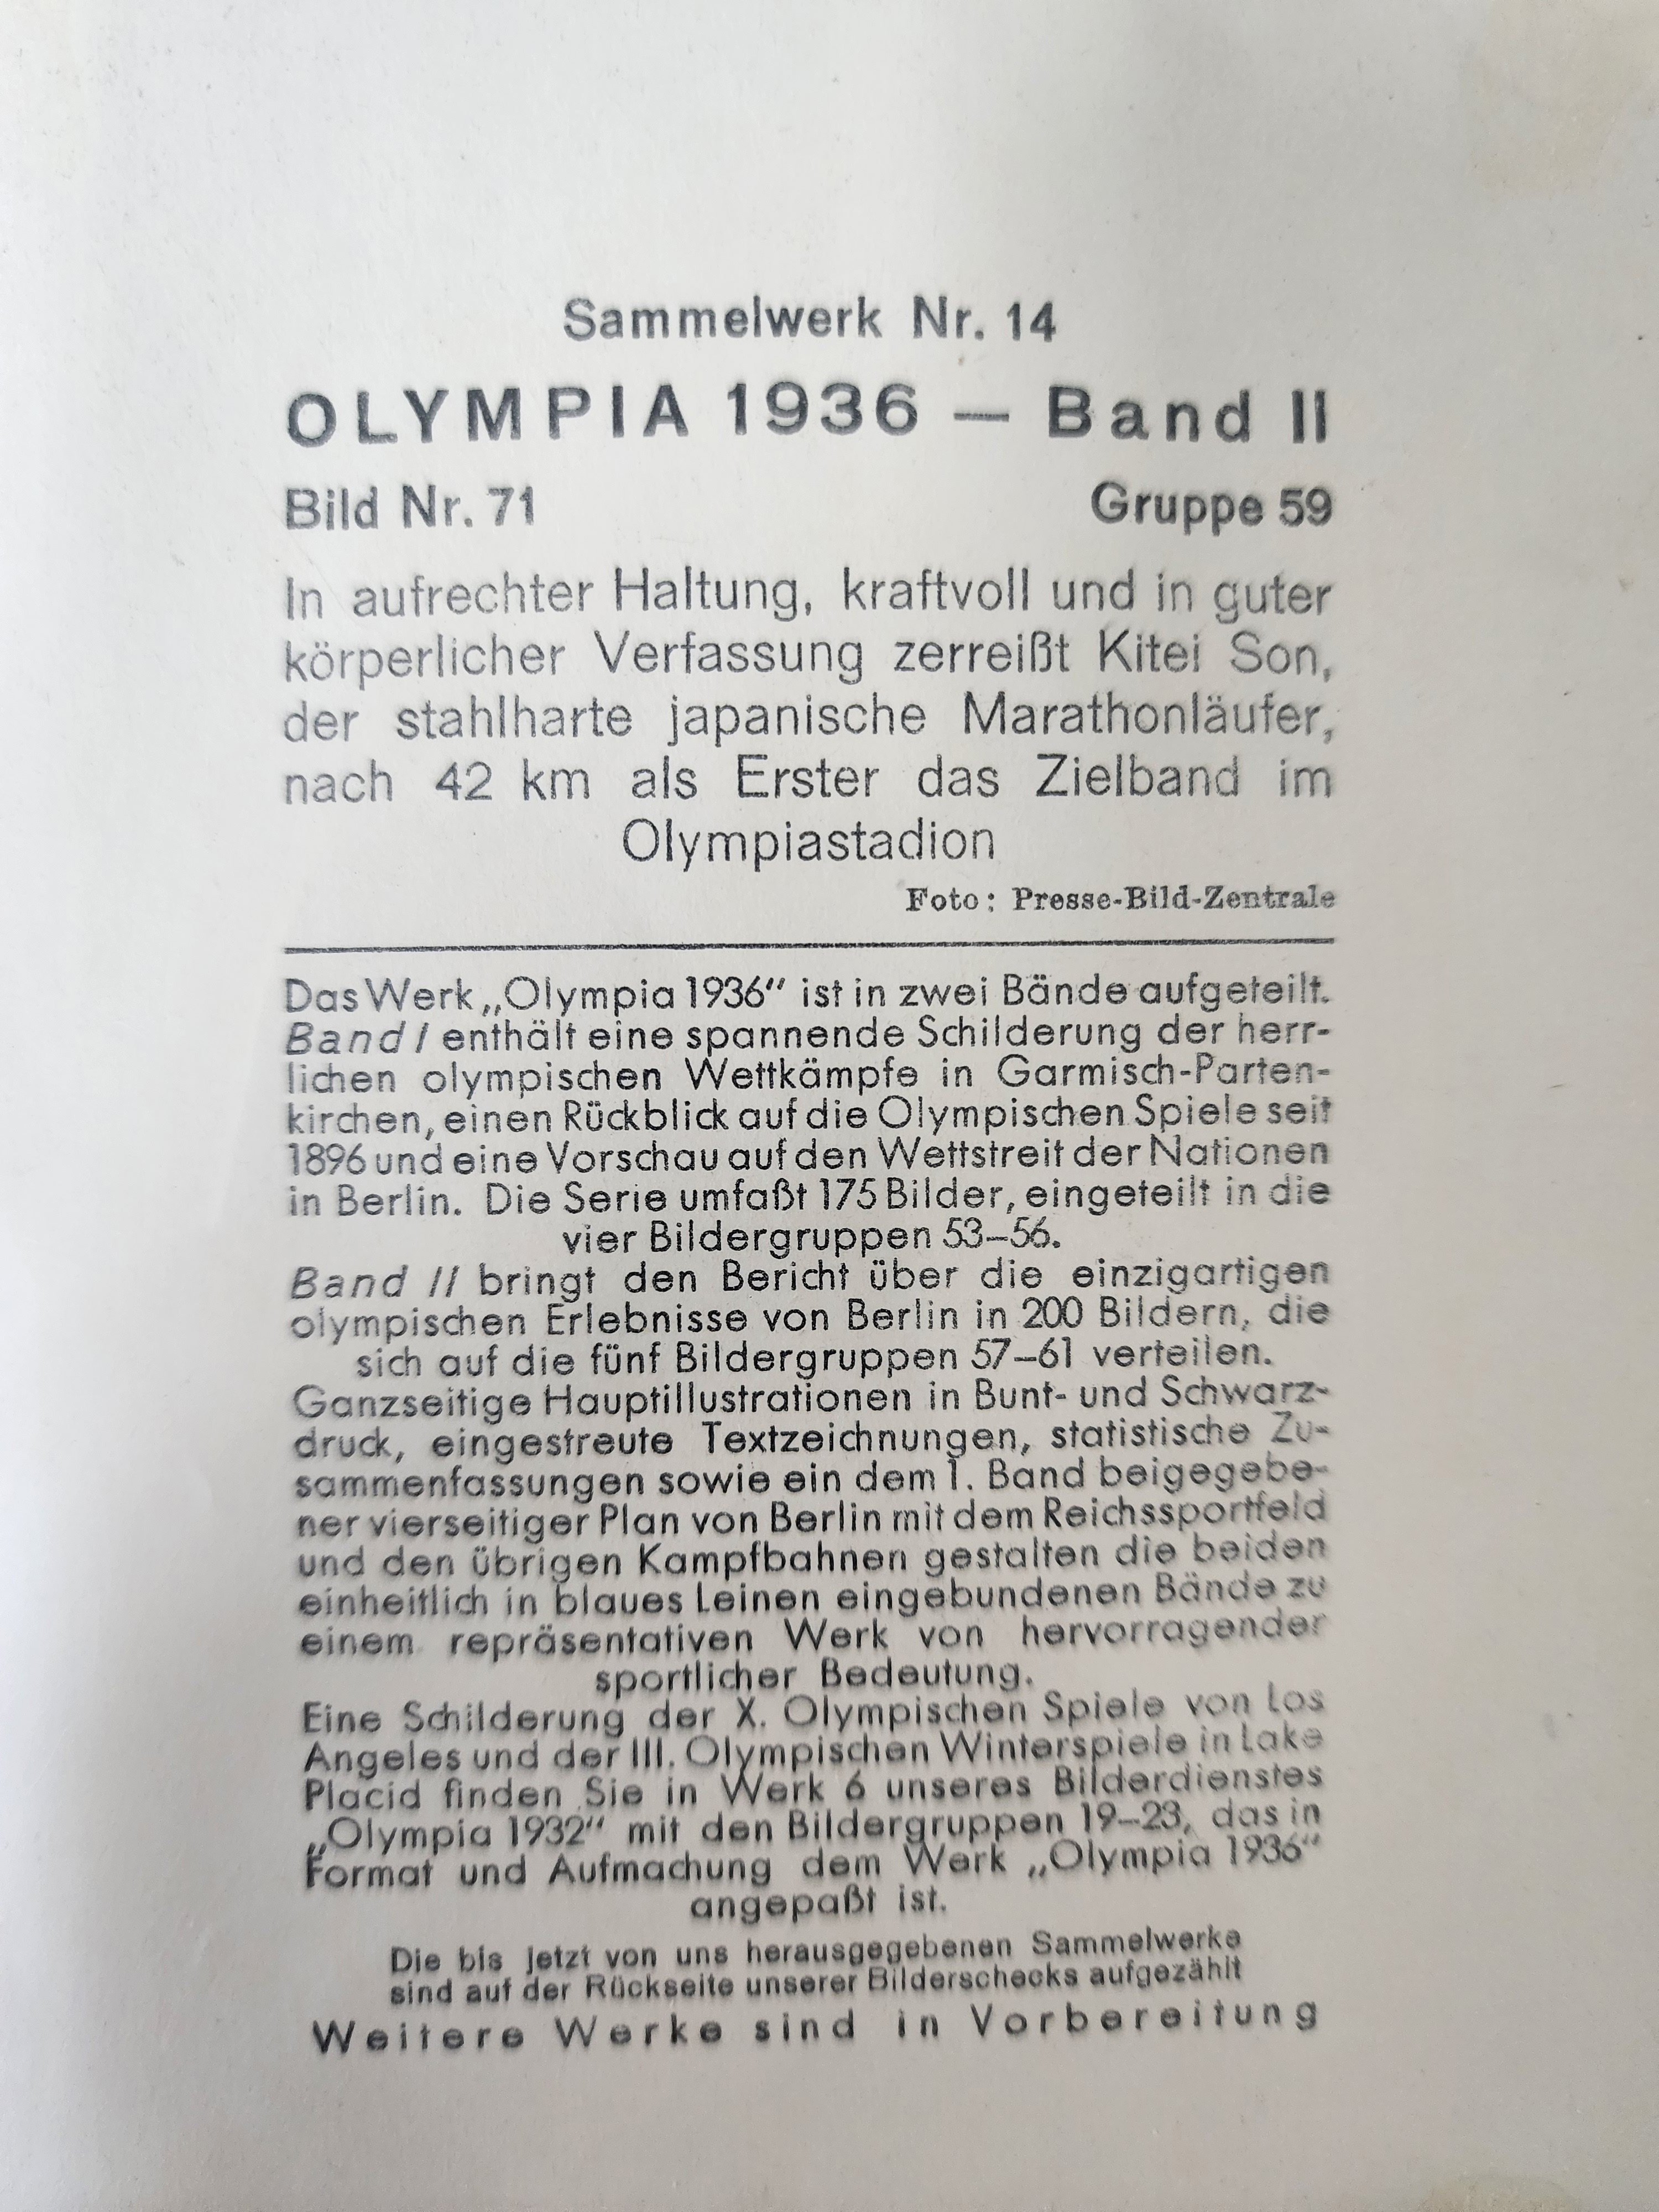 Sammelwerk Nr. 14
OLYMPIA 1936 — Band II
Bild Nr. 71 Gruppe 59
In aufrechter Haltung, kraftvoll und in guter
körperlicher Verfassung zerreißt Kitei Son,
der stahlharte japanische Marathonläufer,
nach 42 km als Erster das Zielband im
Olympiastadion
Foto: Presse-Bild-Zentrale
Das Werk „Olympia 1936“ ist in zwei Bände aufgeteilt.
Band I enthält eine spannende Schilderung der herr-
lichen olympischen Wettkämpfe in Garmisch-Parten-
kirchen, einen Rückblick auf die Olympischen Spiele seit
1896 und eine Vorschau auf den Wettstreit der Nationen
in Berlin. Die Serie umfaßt 175 Bilder, eingeteilt in die
vier Bildergruppen 53–56.
Band II bringt den Bericht über die einzigartigen
olympischen Erlebnisse von Berlin in 200 Bildern, die
sich auf die fünf Bildergruppen 57–61 verteilen.
Ganzseitige Hauptillustrationen in Bunt- und Schwarz-
druck, eingestreute Textzeichnungen, statistische Zu-
sammenfassungen sowie ein dem 1. Band beigegebe-
ner vierseitiger Plan von Berlin mit dem Reichssportfeld
und den übrigen Kampfbahnen gestalten die beiden
einheitlich in blaues Leinen eingebundenen Bände zu
einem repräsentativen Werk von hervorragender
sportlicher Bedeutung.
Eine Schilderung der X. Olympischen Spiele von Los
Angeles und der III. Olympischen Winterspiele in Lake
Placid finden Sie in Werk 6 unseres Bilderdienstes
„Olympia 1932“ mit den Bildergruppen 19–23, das in
Format und Aufmachung dem Werk „Olympia 1936“
angepaßt ist.
Die bis jetzt von uns herausgegebenen Sammelwerke
sind auf der Rückseite unserer Bilderschecks aufgezählt
Weitere Werke sind in Vorbereitung